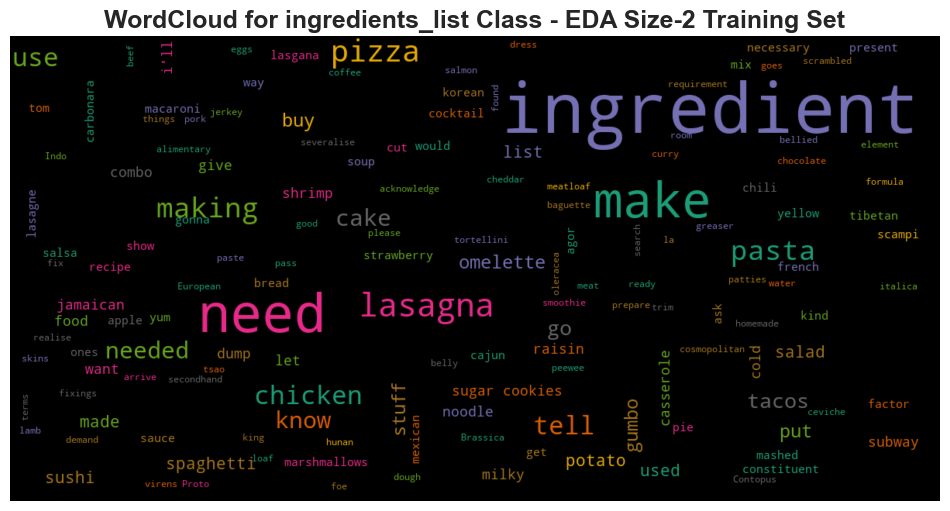 WordCloud for ingredients_list Class - EDA Size-2 Training Set
use
beef
i'll
eggs
lasgana
pizza
dress
necessary
present
coffee
way
salmon
mix
goes
scrambled
tom
carbonara
macaroni
things
pork
jerkey
korean
cocktail
found
ingredient
requirement
buy
severalise
cut
would
list
room
bellied
element
Indo
alimentary
combo
give
soup
curry
chocolate
lasagne
shrimp
acknowledge
cheddar
meatloaf
baguette
make
chili
formula
making
gonna
good
cake
please
yellow
tibetan
greaser
scampi
salsa
fix
show
recipe
paste
pass
strawberry
tortellini
omelette
agor
oleracea
search
la
pasta
french
European
bread
meat
ready
patties
water
italica
jamaican
food
apple
yum
need
lasagna
smoothie
prepare
trim
ask
homemade
kind
go
realise
ones
skins
needed
want
arrive
tsao
secondhand
dump
let
belly
cajun
peewee
raisin
casserole
cosmopolitan
cold
salad
terms
fixings
chicken
sugar cookies
stuff
noodle
mexican
tacos
ceviche
factor
lamb
demand
made
sauce
king
know
hunan
Brassica
tell
gumbo
pie
put
subway
sushi
spaghetti
loaf
marshmallows
get
potato
mashed
constituent
virens
Proto
foe
dough
milky
used
Contopus